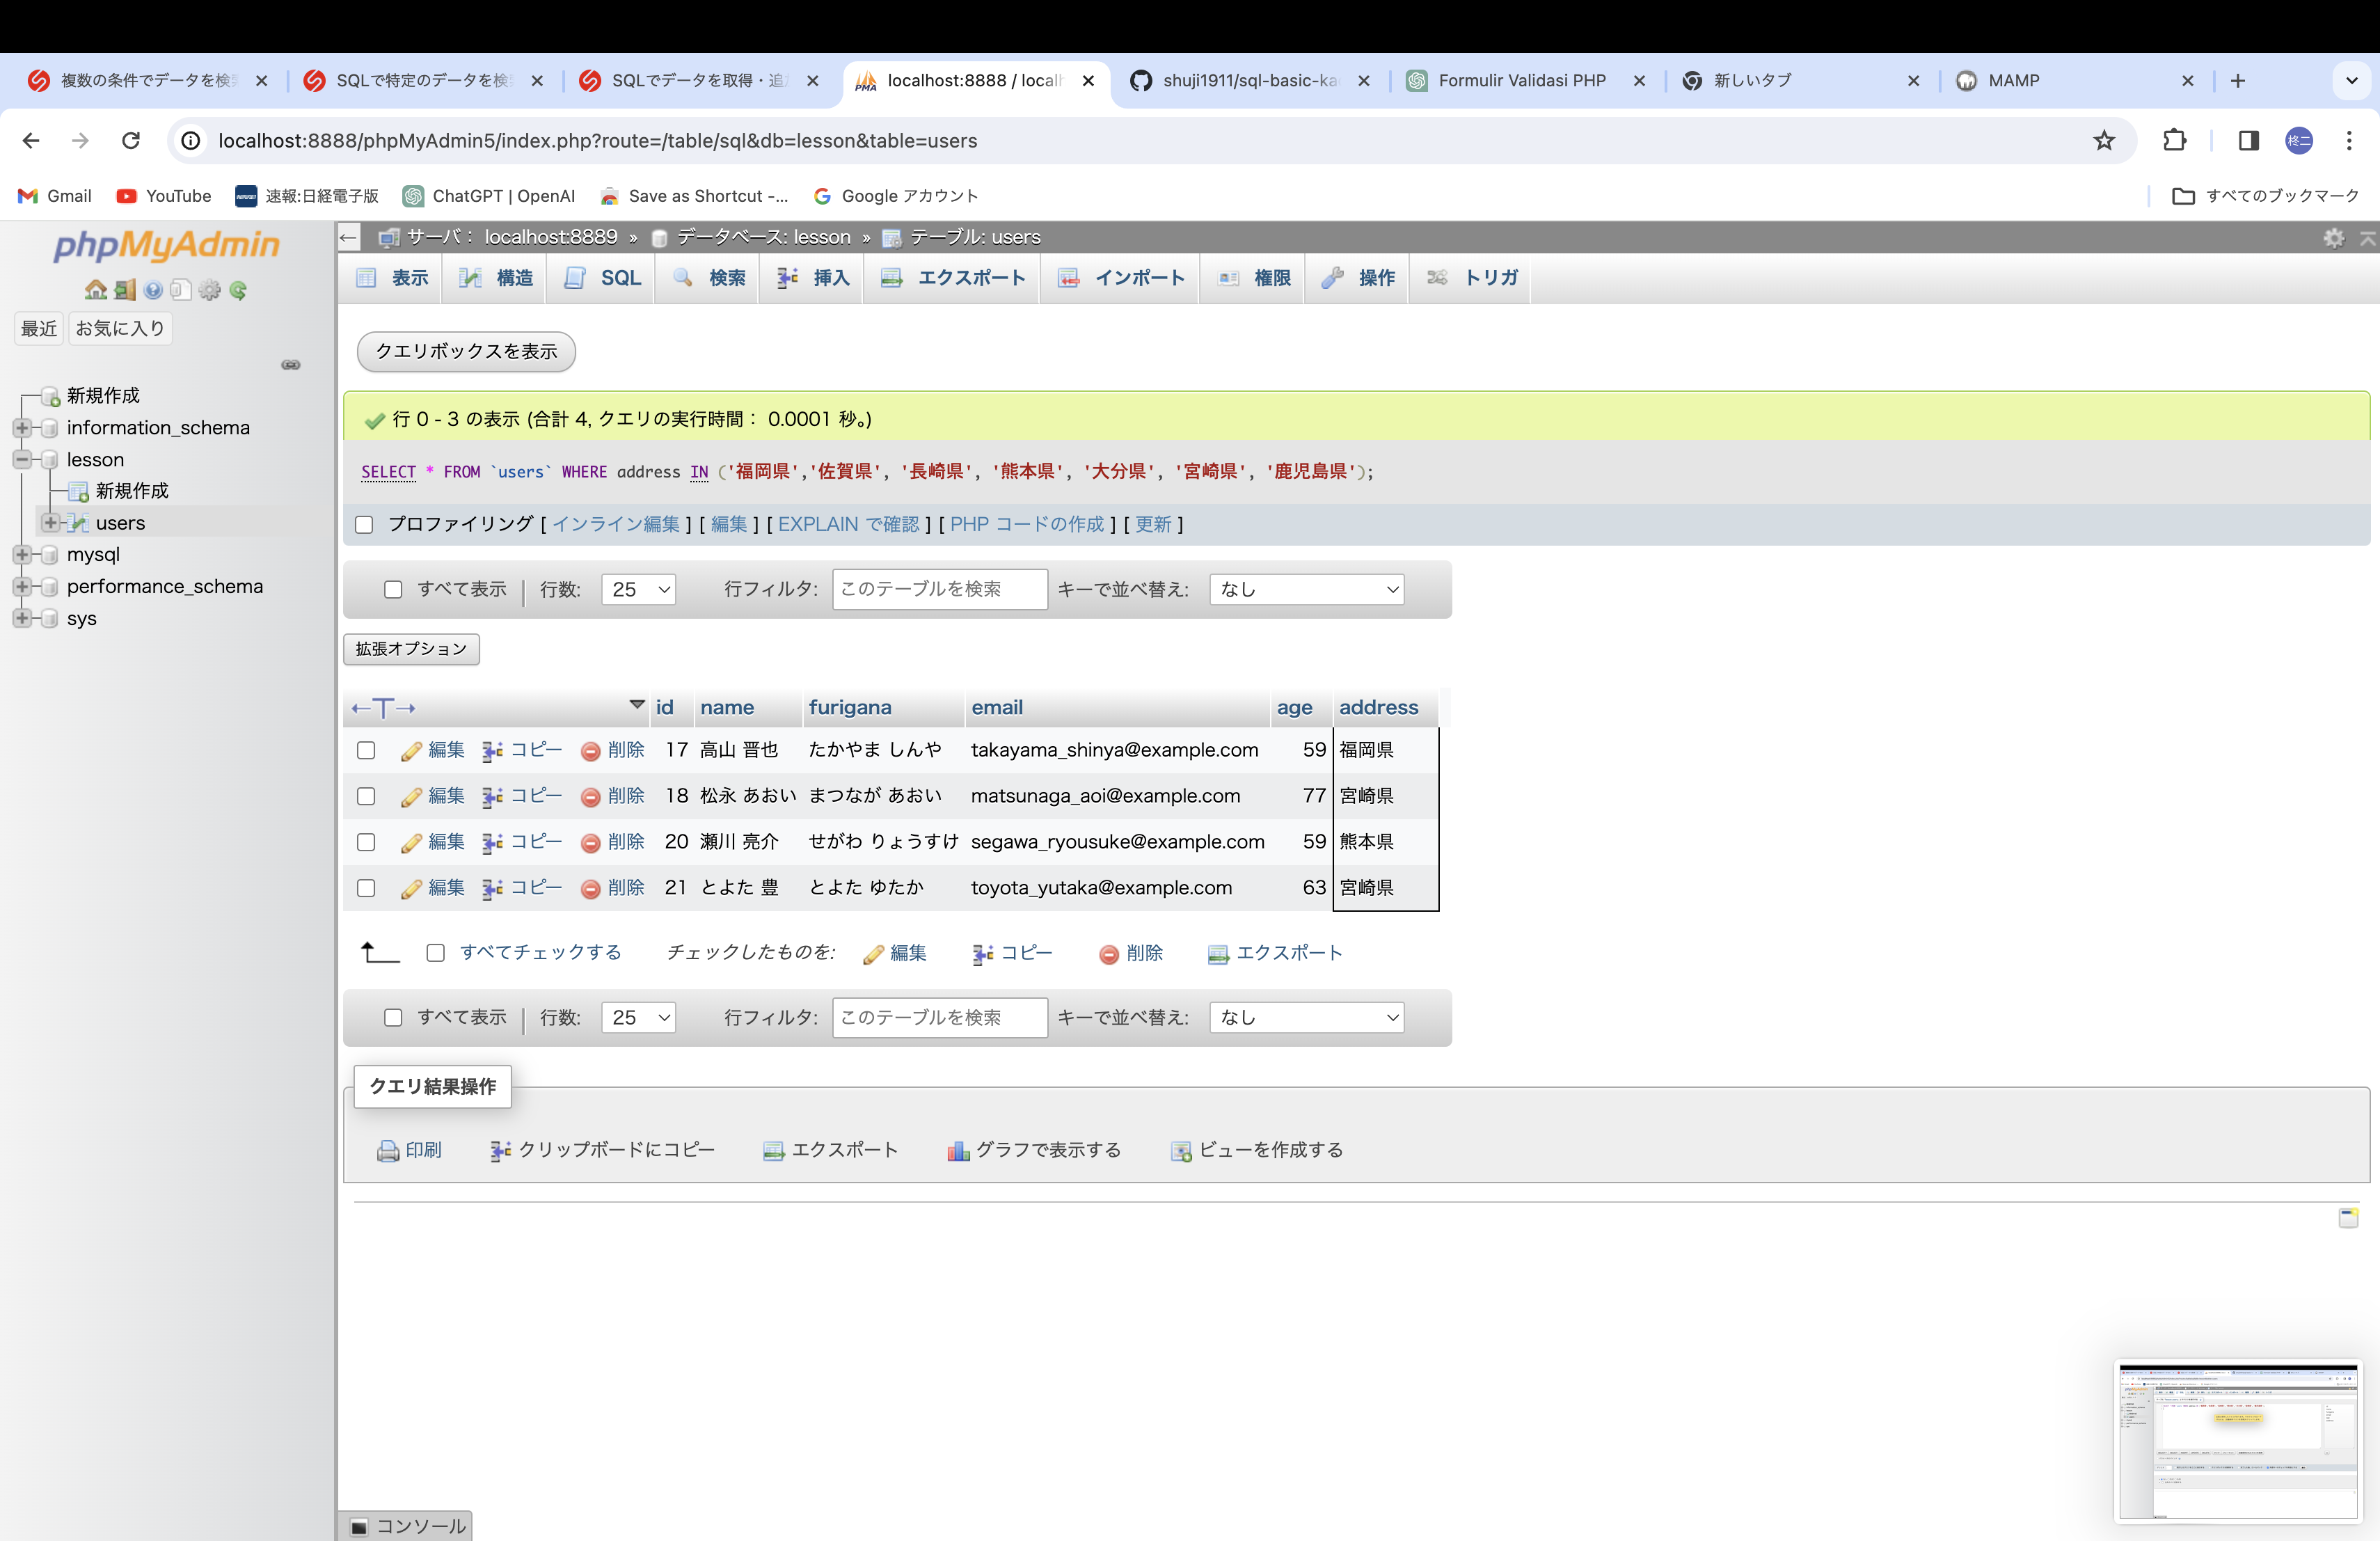 複数の条件でデータを検索
SQLで特定のデータを検
SQLでデータを取得・追
localhost:8888 / local
shuji1911/sql-basic-ka
Formulir Validasi PHP
新しいタブ
MAMP
localhost:8888/phpMyAdmin5/index.php?route=/table/sql&db=lesson&table=users
柊二
Gmail
YouTube
速報:日経電子版
ChatGPT | OpenAI
Save as Shortcut -...
Google アカウント
すべてのブックマーク
phpMyAdmin
最近
お気に入り
新規作成
information_schema
lesson
新規作成
users
mysql
performance_schema
sys
サーバ： localhost:8889 » データベース: lesson » テーブル: users
表示 構造 SQL 検索 挿入 エクスポート インポート 権限 操作 トリガ
クエリボックスを表示
行 0 - 3 の表示 (合計 4, クエリの実行時間： 0.0001 秒。)
SELECT * FROM `users` WHERE address IN ('福岡県','佐賀県', '長崎県', '熊本県', '大分県', '宮崎県', '鹿児島県');
プロファイリング [ インライン編集 ] [ 編集 ] [ EXPLAIN で確認 ] [ PHP コードの作成 ] [ 更新 ]
すべて表示 | 行数: 25 行フィルタ: このテーブルを検索 キーで並べ替え: なし
拡張オプション
←T→ id name furigana email age address
編集 コピー 削除 17 高山 晋也 たかやま しんや takayama_shinya@example.com 59 福岡県
編集 コピー 削除 18 松永 あおい まつなが あおい matsunaga_aoi@example.com 77 宮崎県
編集 コピー 削除 20 瀬川 亮介 せがわ りょうすけ segawa_ryousuke@example.com 59 熊本県
編集 コピー 削除 21 とよた 豊 とよた ゆたか toyota_yutaka@example.com 63 宮崎県
すべてチェックする チェックしたものを: 編集 コピー 削除 エクスポート
すべて表示 | 行数: 25 行フィルタ: このテーブルを検索 キーで並べ替え: なし
クエリ結果操作
印刷 クリップボードにコピー エクスポート グラフで表示する ビューを作成する
コンソール